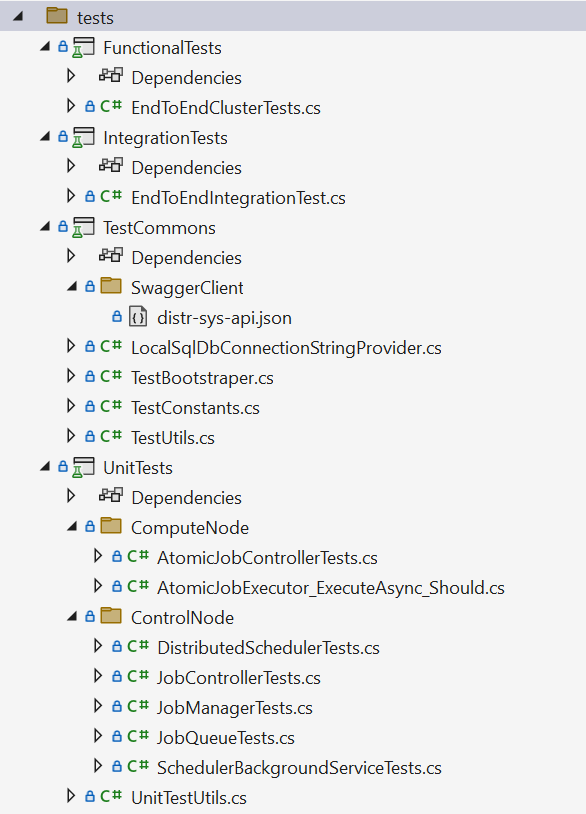 tests
FunctionalTests
Dependencies
C# EndToEndClusterTests.cs
IntegrationTests
Dependencies
C# EndToEndIntegrationTest.cs
TestCommons
Dependencies
SwaggerClient
{ } distr-sys-api.json
C# LocalSqlDbConnectionStringProvider.cs
C# TestBootstraper.cs
C# TestConstants.cs
C# TestUtils.cs
UnitTests
Dependencies
ComputeNode
C# AtomicJobControllerTests.cs
C# AtomicJobExecutor_ExecuteAsync_Should.cs
ControlNode
C# DistributedSchedulerTests.cs
C# JobControllerTests.cs
C# JobManagerTests.cs
C# JobQueueTests.cs
C# SchedulerBackgroundServiceTests.cs
C# UnitTestUtils.cs